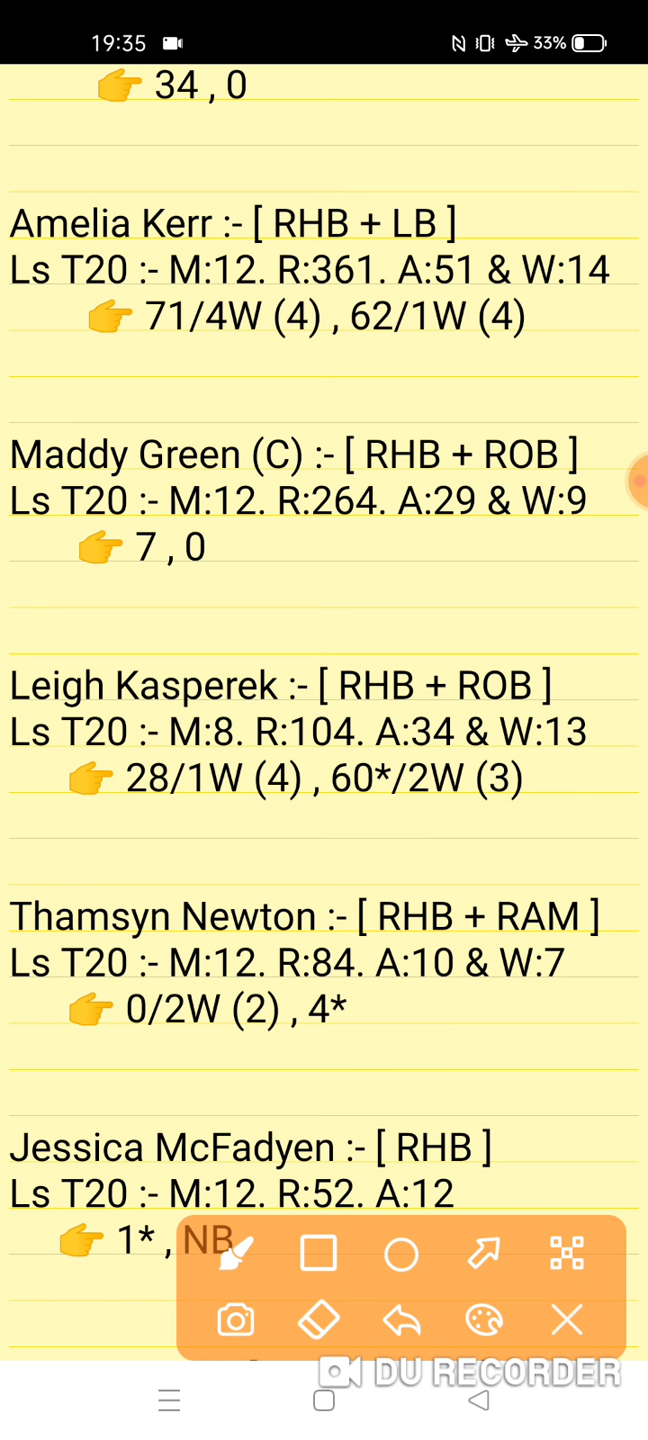 19:35 33%
👉 34 , 0
Amelia Kerr :- [ RHB + LB ]
Ls T20 :- M:12. R:361. A:51 & W:14
👉 71/4W (4) , 62/1W (4)
Maddy Green (C) :- [ RHB + ROB ]
Ls T20 :- M:12. R:264. A:29 & W:9
👉 7 , 0
Leigh Kasperek :- [ RHB + ROB ]
Ls T20 :- M:8. R:104. A:34 & W:13
👉 28/1W (4) , 60*/2W (3)
Thamsyn Newton :- [ RHB + RAM ]
Ls T20 :- M:12. R:84. A:10 & W:7
👉 0/2W (2) , 4*
Jessica McFadyen :- [ RHB ]
Ls T20 :- M:12. R:52. A:12
👉 1* , NB
DU RECORDER